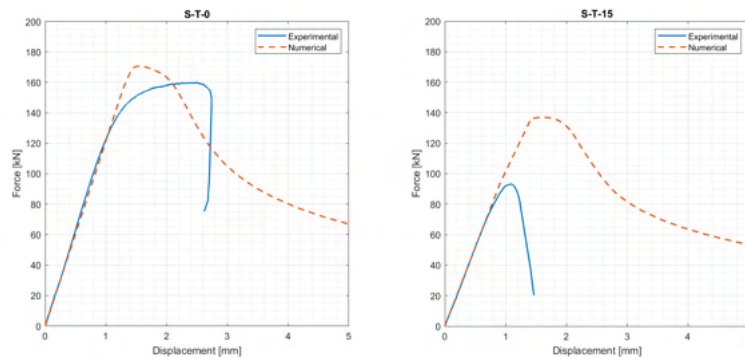 S-T-0
Experimental
Numerical
200
180
160
140
120
100
80
60
40
20
0
Force [kN]
0 1 2 3 4 5
Displacement [mm]
S-T-15
Experimental
Numerical
200
180
160
140
120
100
80
60
40
20
0
Force [kN]
0 1 2 3 4
Displacement [mm]